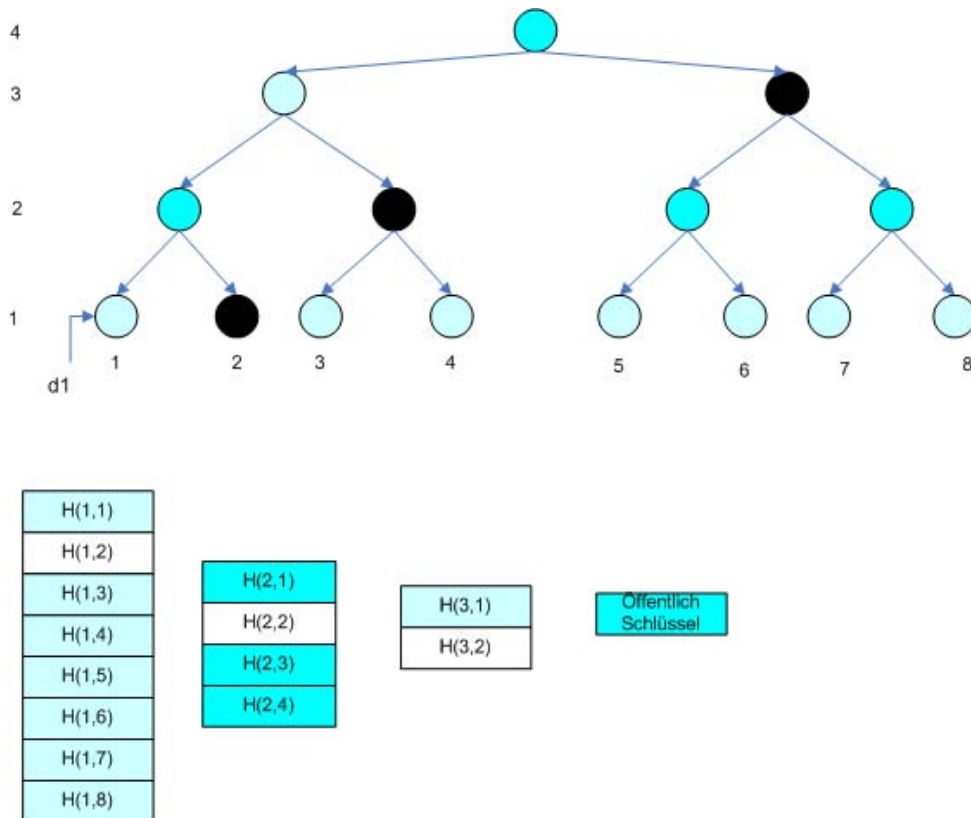 4
3
2
1
1 2 3 4 5 6 7 8
d1
H(1,1)
H(1,2)
H(1,3)
H(1,4)
H(1,5)
H(1,6)
H(1,7)
H(1,8)
H(2,1)
H(2,2)
H(2,3)
H(2,4)
H(3,1)
H(3,2)
Öffentlich
Schlüssel